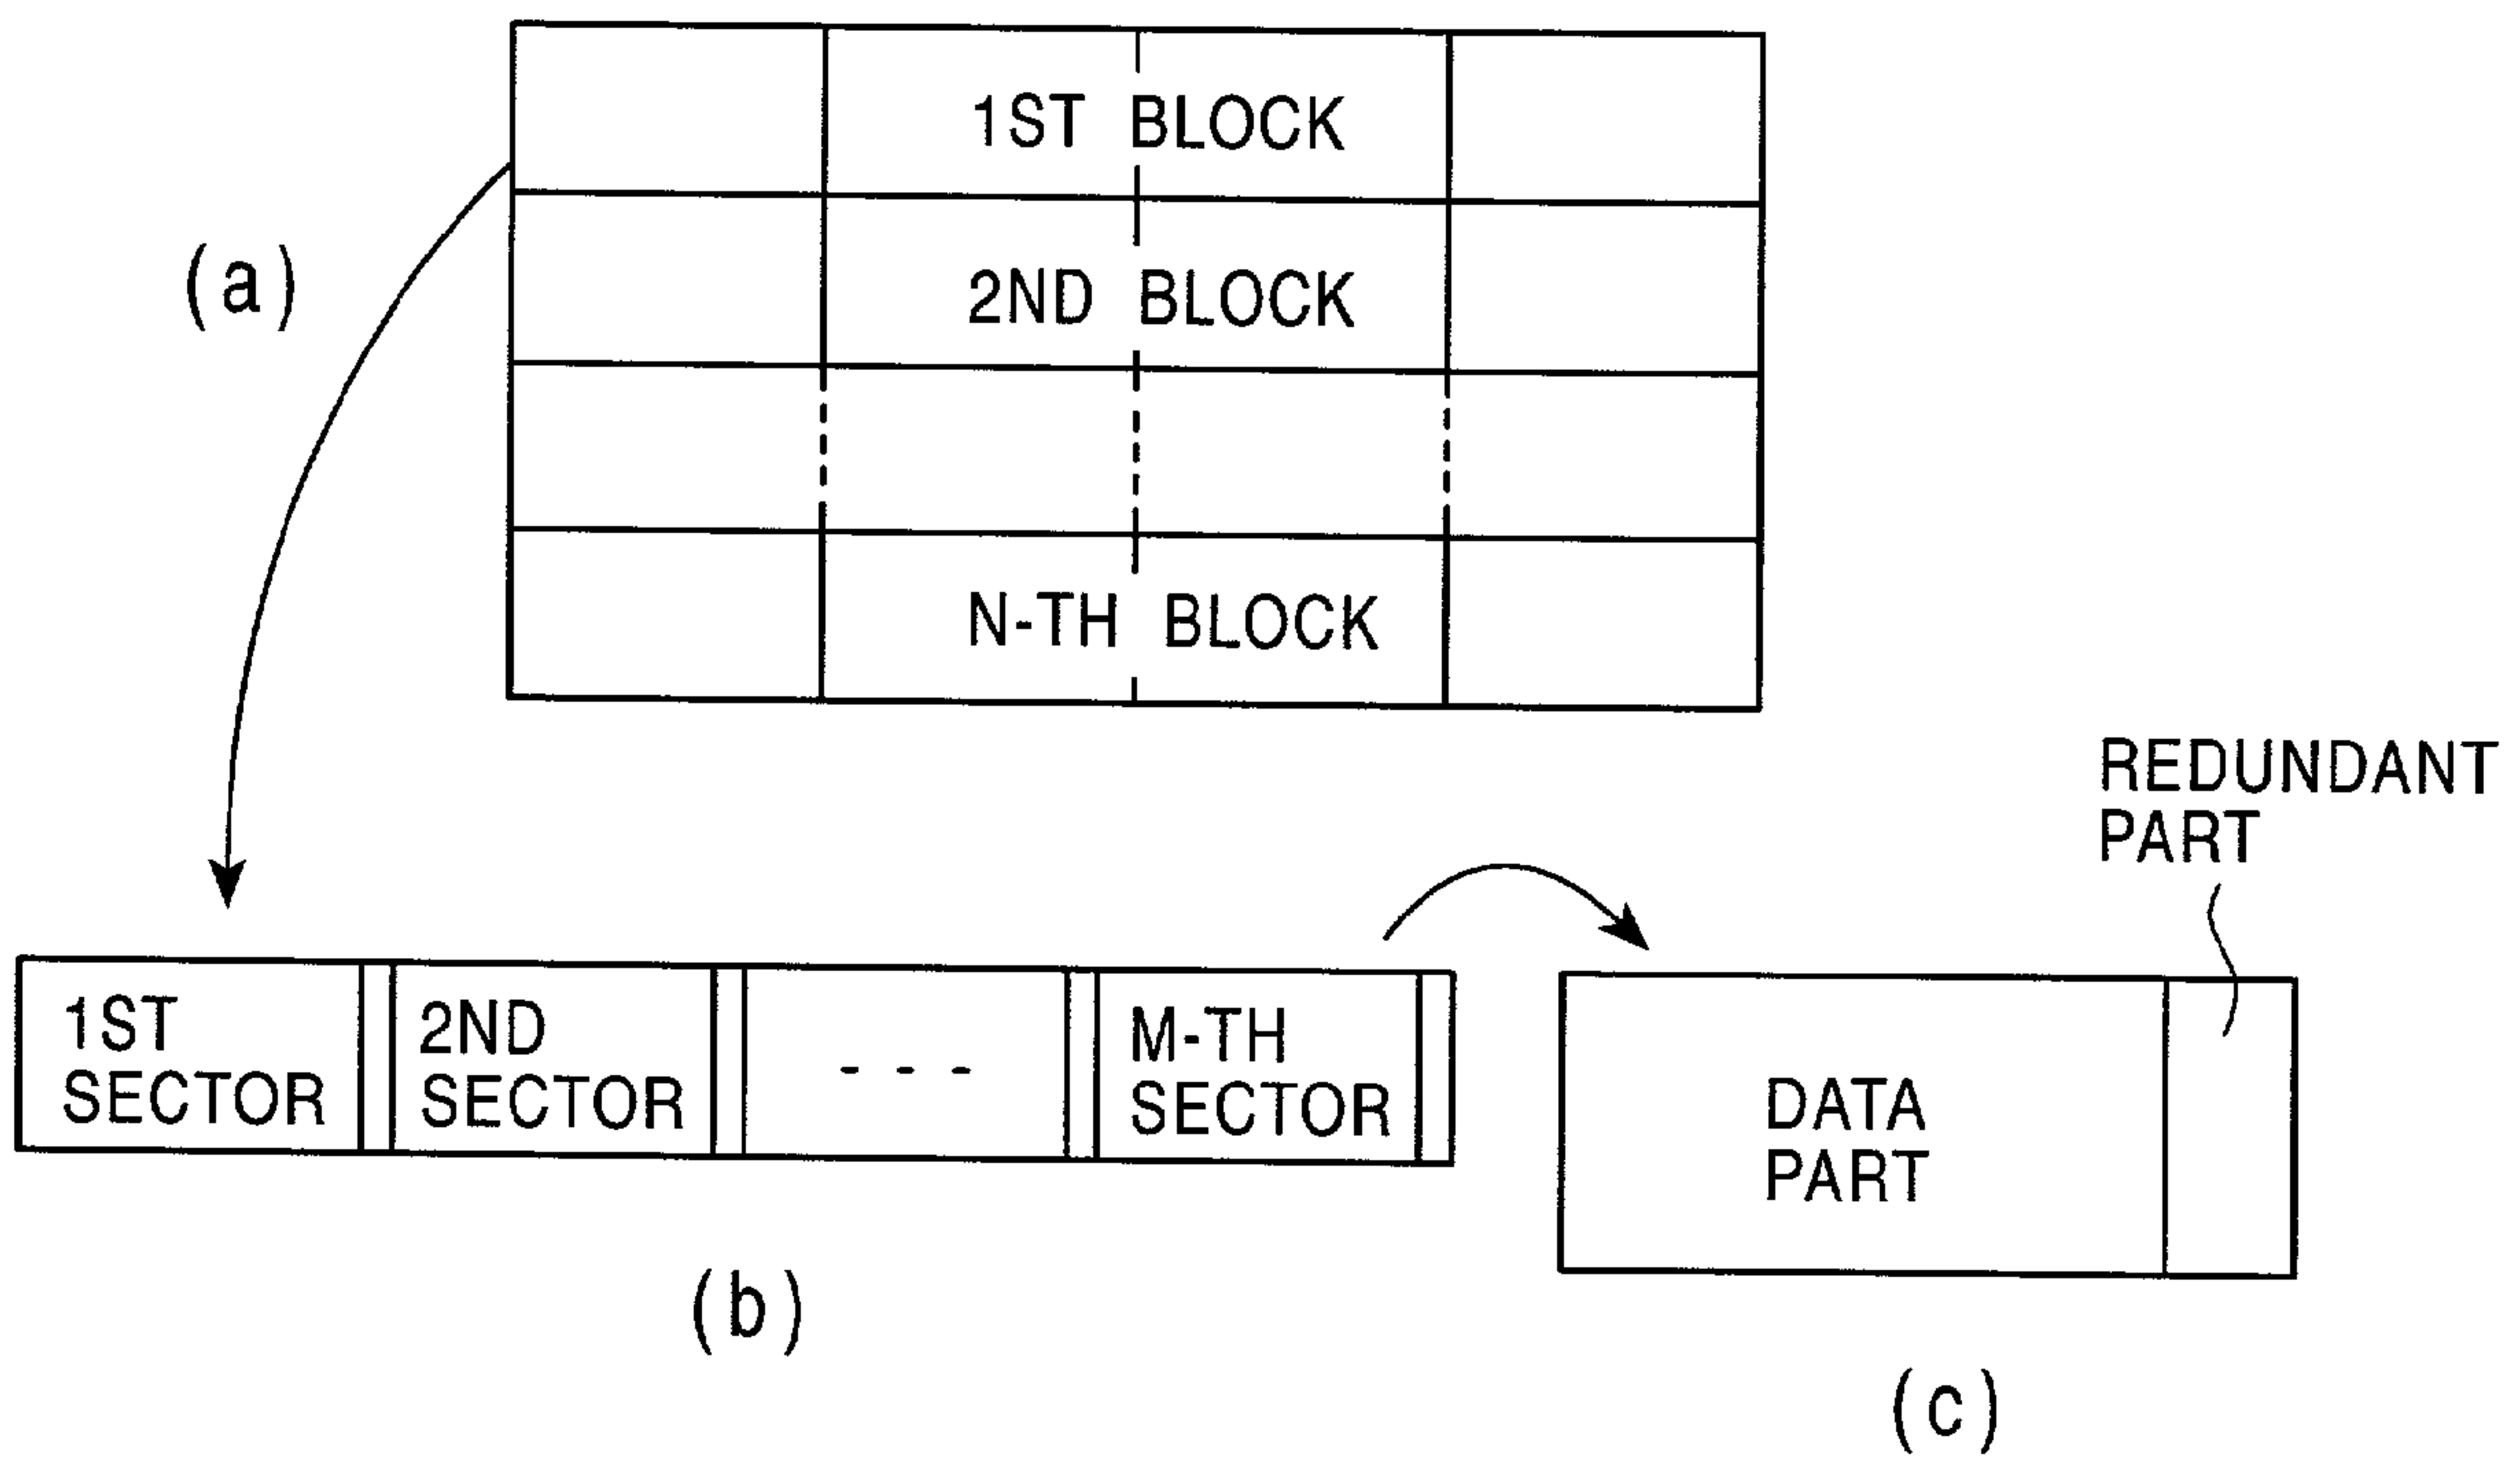 1ST BLOCK
(a)
2ND BLOCK
N-TH BLOCK
REDUNDANT
PART
1ST
SECTOR
2ND
SECTOR
- - -
M-TH
SECTOR
DATA
PART
(b)
(c)